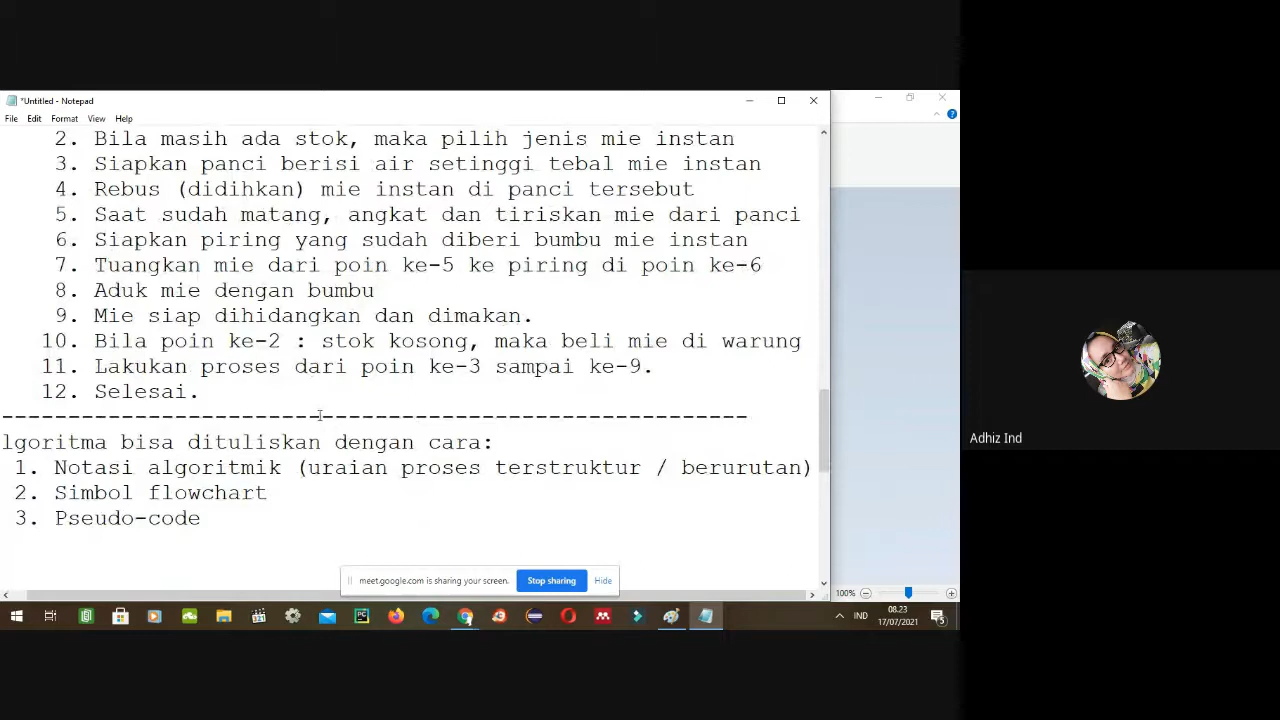 *Untitled - Notepad
File Edit Format View Help
2. Bila masih ada stok, maka pilih jenis mie instan
3. Siapkan panci berisi air setinggi tebal mie instan
4. Rebus (didihkan) mie instan di panci tersebut
5. Saat sudah matang, angkat dan tiriskan mie dari panci
6. Siapkan piring yang sudah diberi bumbu mie instan
7. Tuangkan mie dari poin ke-5 ke piring di poin ke-6
8. Aduk mie dengan bumbu
9. Mie siap dihidangkan dan dimakan.
10. Bila poin ke-2 : stok kosong, maka beli mie di warung
11. Lakukan proses dari poin ke-3 sampai ke-9.
12. Selesai.
--------------------------------------------------------
lgoritma bisa dituliskan dengan cara:
1. Notasi algoritmik (uraian proses terstruktur / berurutan)
2. Simbol flowchart
3. Pseudo-code
meet.google.com is sharing your screen.
Stop sharing
Hide
100%
IND
08.23
17/07/2021
5
Adhiz Ind